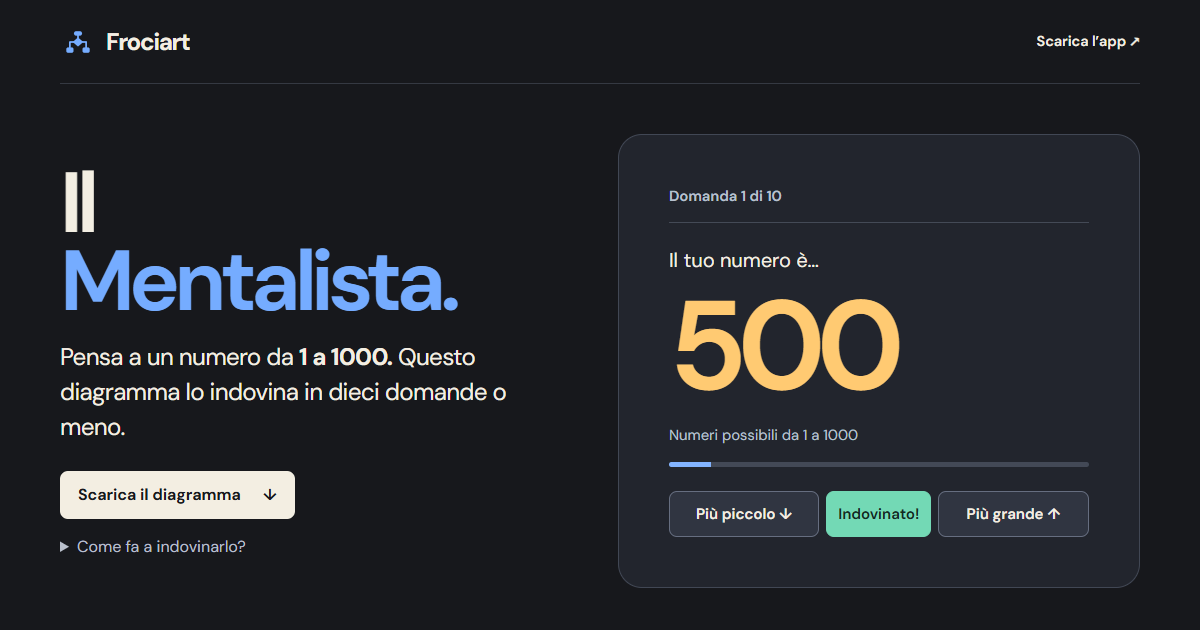 Frociart
Scarica l’app ↗
Il
Mentalista.
Pensa a un numero da 1 a 1000. Questo
diagramma lo indovina in dieci domande o
meno.
Scarica il diagramma ↓
▶ Come fa a indovinarlo?
Domanda 1 di 10
Il tuo numero è…
500
Numeri possibili da 1 a 1000
Più piccolo ↓
Indovinato!
Più grande ↑